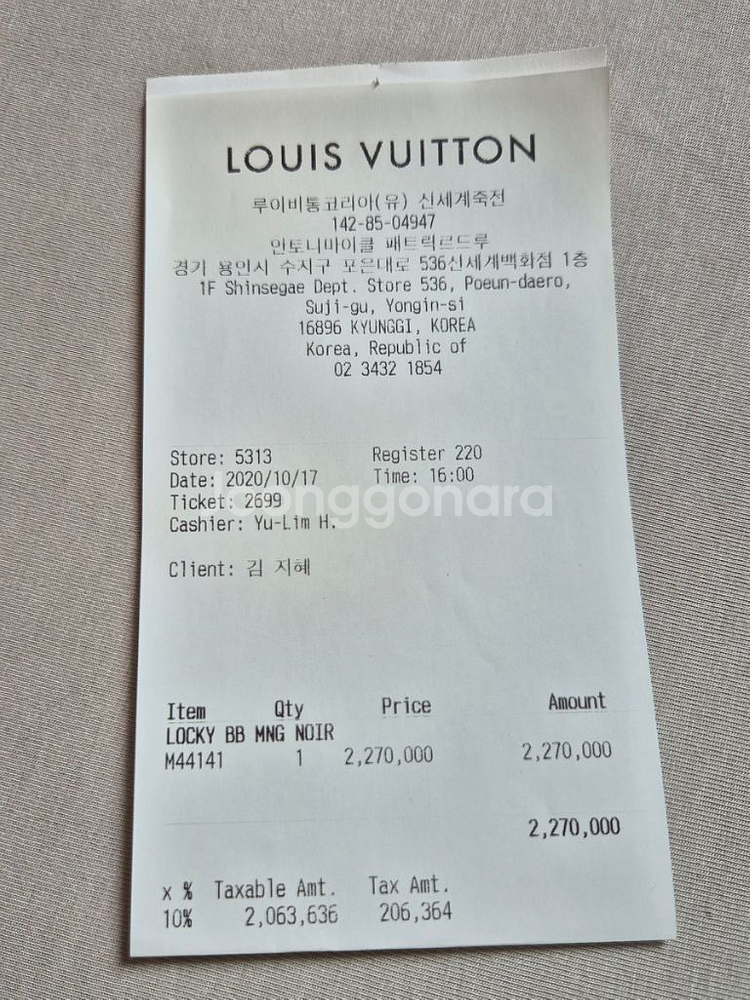 LOUIS VUITTON
루이비통코리아(유) 신세계죽전
142-85-04947
안토니마이클 패트릭르드루
경기 용인시 수지구 포은대로 536신세계백화점 1층
1F Shinsegae Dept. Store 536, Poeun-daero,
Suji-gu, Yongin-si
16896 KYUNGGI, KOREA
Korea, Republic of
02 3432 1854
Store: 5313 Register 220
Date: 2020/10/17 Time: 16:00
Ticket: 2699
Cashier: Yu-Lim H.
Client: 김 지혜
Item Qty Price Amount
LOCKY BB MNG NOIR
M44141 1 2,270,000 2,270,000
2,270,000
x % Taxable Amt. Tax Amt.
10% 2,063,636 206,364